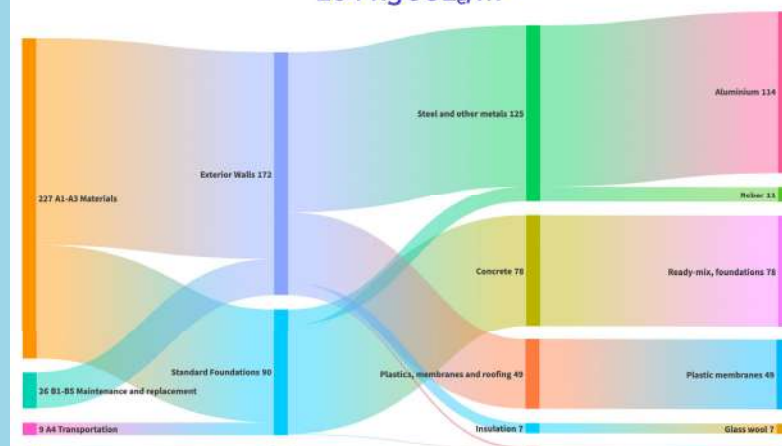 Aluminium 114
Steel and other metals 125
Exterior Walls 172
227 A1-A3 Materials
Rebar 11
Concrete 78
Ready-mix, foundations 78
Standard Foundations 90
Plastics, membranes and roofing 49
Plastic membranes 49
26 B1-B5 Maintenance and replacement
9 A4 Transportation
Insulation 7
Glass wool 7